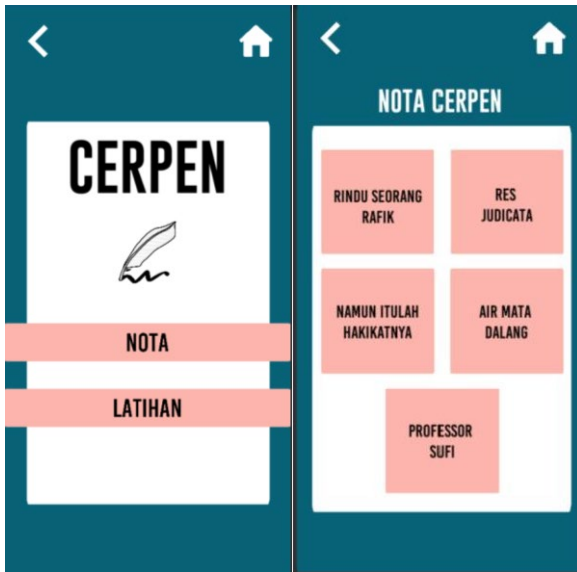 CERPEN
NOTA
LATIHAN
NOTA CERPEN
RINDU SEORANG
RAFIK
RES
JUDICATA
NAMUN ITULAH
HAKIKATNYA
AIR MATA
DALANG
PROFESSOR
SUFI